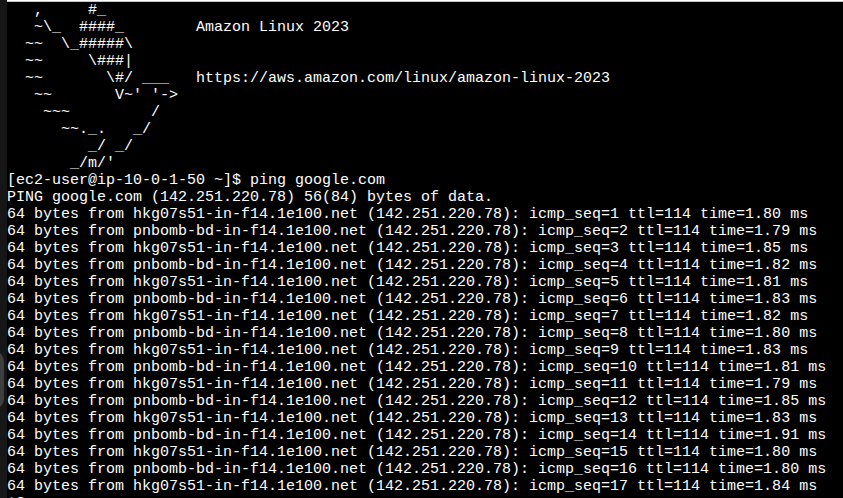 ,     #_
   ~\_  ####_        Amazon Linux 2023
  ~~  \_#####\
  ~~     \###|
  ~~       \#/ ___   https://aws.amazon.com/linux/amazon-linux-2023
   ~~       V~' '->
    ~~~         /
      ~~._.   _/
         _/ _/
       _/m/'
[ec2-user@ip-10-0-1-50 ~]$ ping google.com
PING google.com (142.251.220.78) 56(84) bytes of data.
64 bytes from hkg07s51-in-f14.1e100.net (142.251.220.78): icmp_seq=1 ttl=114 time=1.80 ms
64 bytes from pnbomb-bd-in-f14.1e100.net (142.251.220.78): icmp_seq=2 ttl=114 time=1.79 ms
64 bytes from hkg07s51-in-f14.1e100.net (142.251.220.78): icmp_seq=3 ttl=114 time=1.85 ms
64 bytes from pnbomb-bd-in-f14.1e100.net (142.251.220.78): icmp_seq=4 ttl=114 time=1.82 ms
64 bytes from hkg07s51-in-f14.1e100.net (142.251.220.78): icmp_seq=5 ttl=114 time=1.81 ms
64 bytes from pnbomb-bd-in-f14.1e100.net (142.251.220.78): icmp_seq=6 ttl=114 time=1.83 ms
64 bytes from hkg07s51-in-f14.1e100.net (142.251.220.78): icmp_seq=7 ttl=114 time=1.82 ms
64 bytes from pnbomb-bd-in-f14.1e100.net (142.251.220.78): icmp_seq=8 ttl=114 time=1.80 ms
64 bytes from hkg07s51-in-f14.1e100.net (142.251.220.78): icmp_seq=9 ttl=114 time=1.83 ms
64 bytes from pnbomb-bd-in-f14.1e100.net (142.251.220.78): icmp_seq=10 ttl=114 time=1.81 ms
64 bytes from hkg07s51-in-f14.1e100.net (142.251.220.78): icmp_seq=11 ttl=114 time=1.79 ms
64 bytes from pnbomb-bd-in-f14.1e100.net (142.251.220.78): icmp_seq=12 ttl=114 time=1.85 ms
64 bytes from hkg07s51-in-f14.1e100.net (142.251.220.78): icmp_seq=13 ttl=114 time=1.83 ms
64 bytes from pnbomb-bd-in-f14.1e100.net (142.251.220.78): icmp_seq=14 ttl=114 time=1.91 ms
64 bytes from hkg07s51-in-f14.1e100.net (142.251.220.78): icmp_seq=15 ttl=114 time=1.80 ms
64 bytes from pnbomb-bd-in-f14.1e100.net (142.251.220.78): icmp_seq=16 ttl=114 time=1.80 ms
64 bytes from hkg07s51-in-f14.1e100.net (142.251.220.78): icmp_seq=17 ttl=114 time=1.84 ms